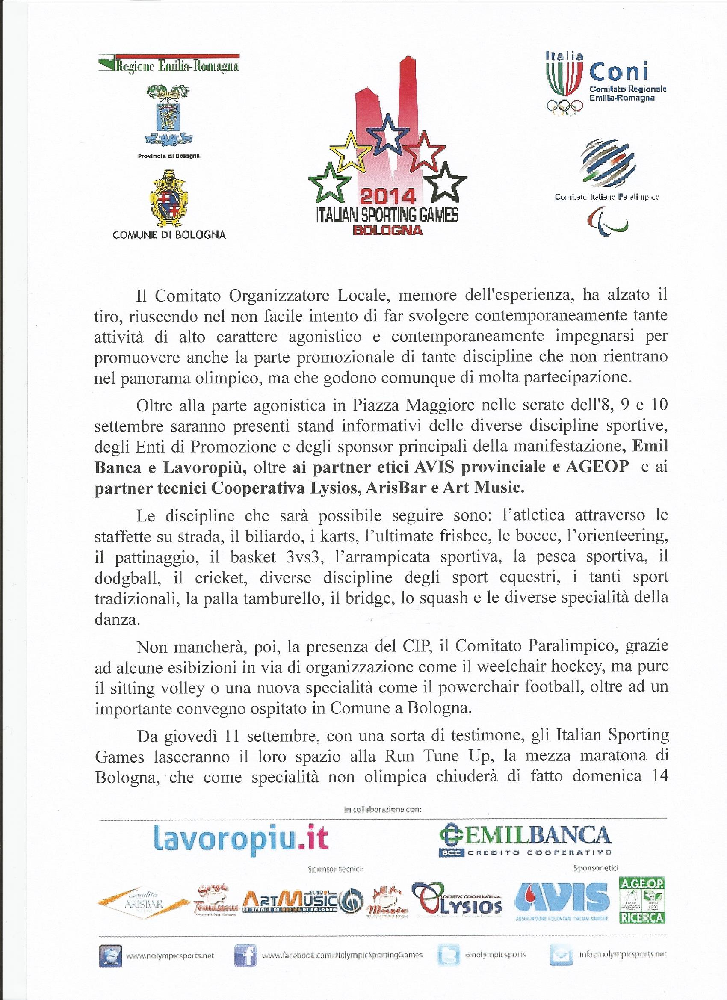 Regione Emilia-Romagna
Provincia di Bologna
COMUNE DI BOLOGNA
2014
ITALIAN SPORTING GAMES
BOLOGNA
Italia
Coni
Comitato Regionale
Emilia-Romagna
Comitato Italiano Paralimpico
Il Comitato Organizzatore Locale, memore dell'esperienza, ha alzato il
tiro, riuscendo nel non facile intento di far svolgere contemporaneamente tante
attività di alto carattere agonistico e contemporaneamente impegnarsi per
promuovere anche la parte promozionale di tante discipline che non rientrano
nel panorama olimpico, ma che godono comunque di molta partecipazione.
Oltre alla parte agonistica in Piazza Maggiore nelle serate dell'8, 9 e 10
settembre saranno presenti stand informativi delle diverse discipline sportive,
degli Enti di Promozione e degli sponsor principali della manifestazione, Emil
Banca e Lavoropiù, oltre ai partner etici AVIS provinciale e AGEOP e ai
partner tecnici Cooperativa Lysios, ArisBar e Art Music.
Le discipline che sarà possibile seguire sono: l’atletica attraverso le
staffette su strada, il biliardo, i karts, l’ultimate frisbee, le bocce, l’orienteering,
il pattinaggio, il basket 3vs3, l’arrampicata sportiva, la pesca sportiva, il
dodgball, il cricket, diverse discipline degli sport equestri, i tanti sport
tradizionali, la palla tamburello, il bridge, lo squash e le diverse specialità della
danza.
Non mancherà, poi, la presenza del CIP, il Comitato Paralimpico, grazie
ad alcune esibizioni in via di organizzazione come il weelchair hockey, ma pure
il sitting volley o una nuova specialità come il powerchair football, oltre ad un
importante convegno ospitato in Comune a Bologna.
Da giovedì 11 settembre, con una sorta di testimone, gli Italian Sporting
Games lasceranno il loro spazio alla Run Tune Up, la mezza maratona di
Bologna, che come specialità non olimpica chiuderà di fatto domenica 14
In collaborazione con:
lavoropiu.it
EMILBANCA
BCC CREDITO COOPERATIVO
Sponsor tecnici:
Sponsor etici
ARISBAR
SCHOOL
ARTMUSIC
LA SCUOLA DI MUSICA DI BOLOGNA
Music
SOCIETA' COOPERATIVA
LYSIOS
AVIS
ASSOCIAZIONE VOLONTARI ITALIANI SANGUE
A.G.E.O.P.
RICERCA
www.nolympicsports.net
www.facebook.com/NolympicSportingGames
@nolympicsports
info@nolympicsports.net